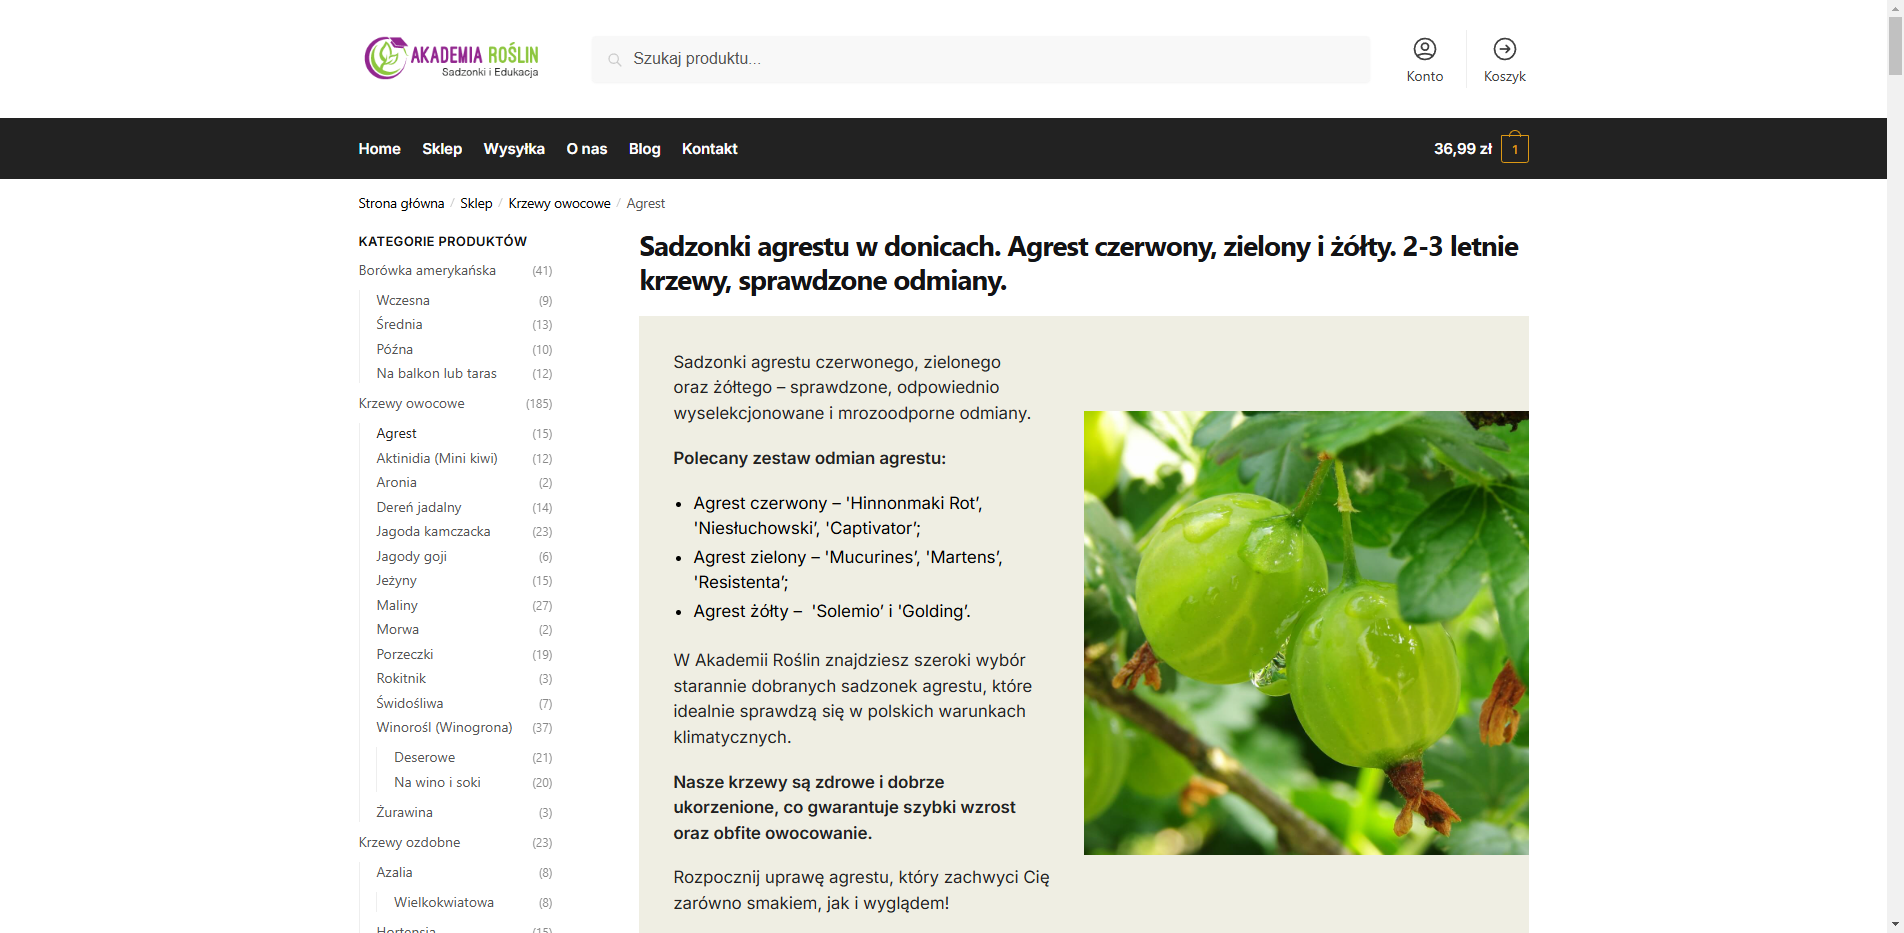 AKADEMIA ROŚLIN
Sadzonki i Edukacja
Szukaj produktu...
Konto
Koszyk
Home
Sklep
Wysyłka
O nas
Blog
Kontakt
36,99 zł
1
Strona główna / Sklep / Krzewy owocowe / Agrest
KATEGORIE PRODUKTÓW
Borówka amerykańska (41)
Wczesna (9)
Średnia (13)
Późna (10)
Na balkon lub taras (12)
Krzewy owocowe (185)
Agrest (15)
Aktinidia (Mini kiwi) (12)
Aronia (2)
Dereń jadalny (14)
Jagoda kamczacka (23)
Jagody goji (6)
Jeżyny (15)
Maliny (27)
Morwa (2)
Porzeczki (19)
Rokitnik (3)
Świdośliwa (7)
Winorośl (Winogrona) (37)
Deserowe (21)
Na wino i soki (20)
Żurawina (3)
Krzewy ozdobne (23)
Azalia (8)
Wielkokwiatowa (8)
Hortensja (15)
Sadzonki agrestu w donicach. Agrest czerwony, zielony i żółty. 2-3 letnie
krzewy, sprawdzone odmiany.
Sadzonki agrestu czerwonego, zielonego
oraz żółtego – sprawdzone, odpowiednio
wyselekcjonowane i mrozoodporne odmiany.
Polecany zestaw odmian agrestu:
• Agrest czerwony – 'Hinnonmaki Rot’,
'Niesłuchowski’, 'Captivator’;
• Agrest zielony – 'Mucurines’, 'Martens’,
'Resistenta’;
• Agrest żółty –  'Solemio’ i 'Golding’.
W Akademii Roślin znajdziesz szeroki wybór
starannie dobranych sadzonek agrestu, które
idealnie sprawdzą się w polskich warunkach
klimatycznych.
Nasze krzewy są zdrowe i dobrze
ukorzenione, co gwarantuje szybki wzrost
oraz obfite owocowanie.
Rozpocznij uprawę agrestu, który zachwyci Cię
zarówno smakiem, jak i wyglądem!